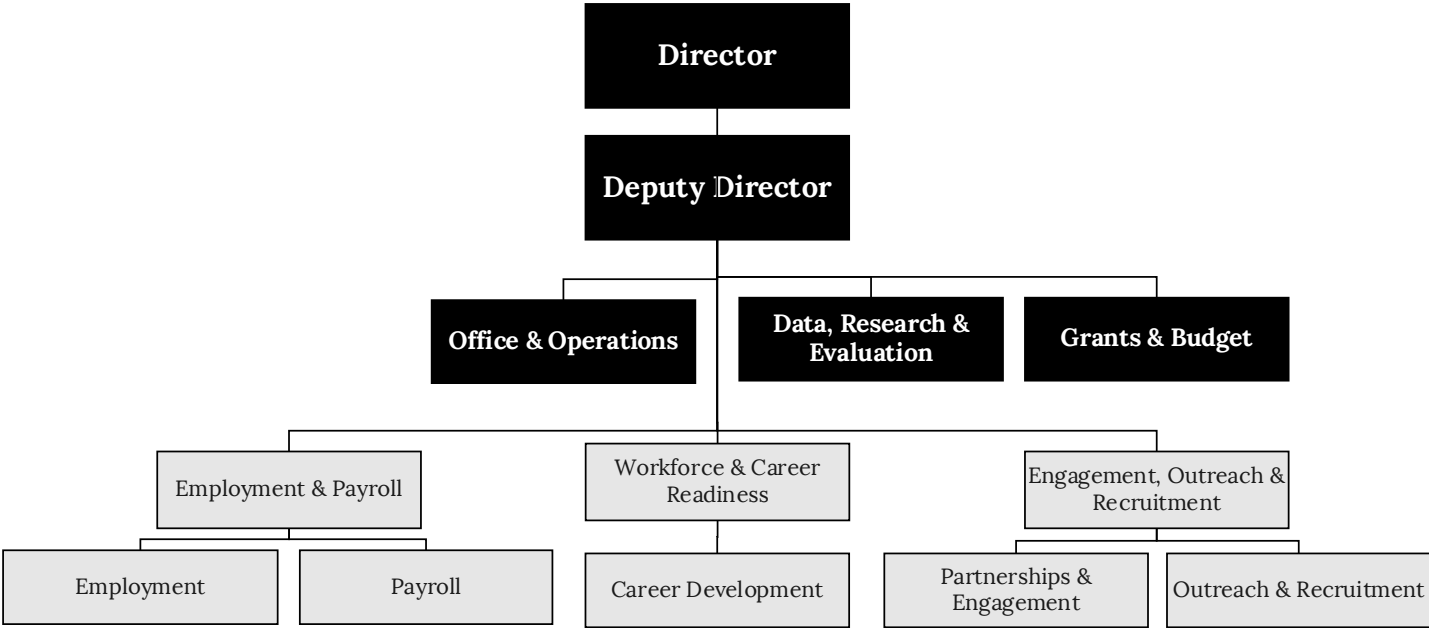 Director
Deputy Director
Office & Operations
Data, Research &
Evaluation
Grants & Budget
Employment & Payroll
Workforce & Career
Readiness
Engagement, Outreach &
Recruitment
Employment
Payroll
Career Development
Partnerships &
Engagement
Outreach & Recruitment